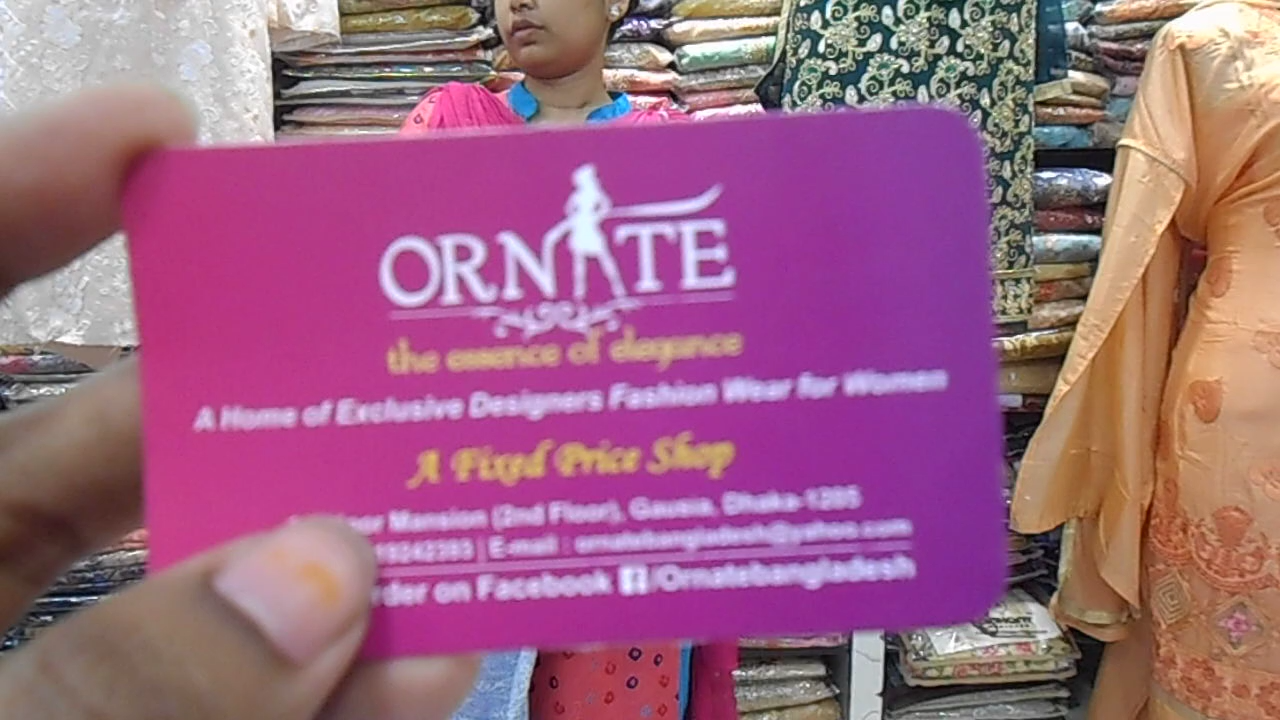 ORNATE
the essence of elegance
A Home of Exclusive Designers Fashion Wear for Women
A Fixed Price Shop
Mansion (2nd Floor), Gausia, Dhaka-1205
E-mail : ornatebangladesh@yahoo.com
on Facebook /Ornatebangladesh